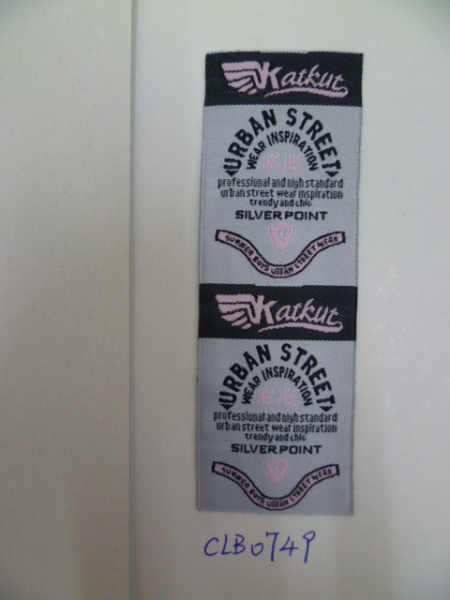 Katkut
URBAN STREET
WEAR INSPIRATION
K K
professional and high standard
urban street wear inspiration
trendy and chic
SILVER POINT
SUMMER BOYS URBAN STREET WEAR
Katkut
URBAN STREET
WEAR INSPIRATION
K K
professional and high standard
urban street wear inspiration
trendy and chic
SILVER POINT
SUMMER BOYS URBAN STREET WEAR
CLB0749